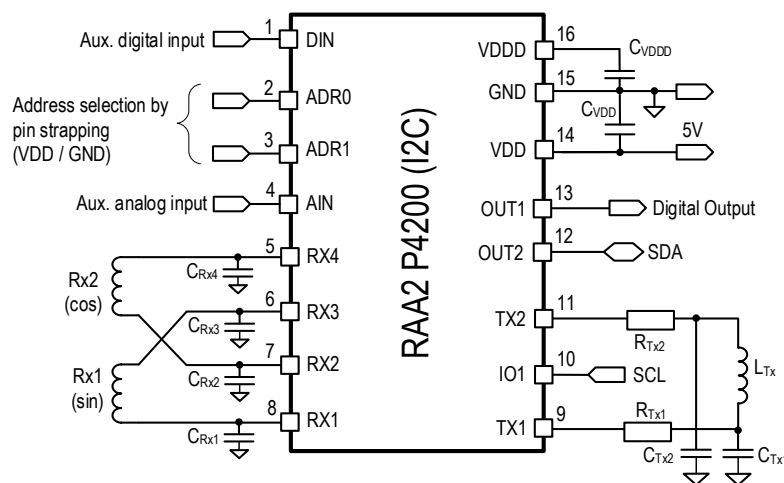 Aux. digital input
1
DIN
Address selection by
pin strapping
(VDD / GND)
2
ADR0
3
ADR1
Aux. analog input
4
AIN
Rx2
(cos)
5
RX4
CRx4
6
RX3
CRx3
7
RX2
CRx2
Rx1
(sin)
8
RX1
CRx1
RAA2 P4200 (I2C)
16
VDDD
CVDDD
15
GND
CVDD
14
VDD
5V
13
OUT1
Digital Output
12
OUT2
SDA
11
TX2
RTx2
10
IO1
SCL
LTx
9
TX1
RTx1
CTx2
CTx1